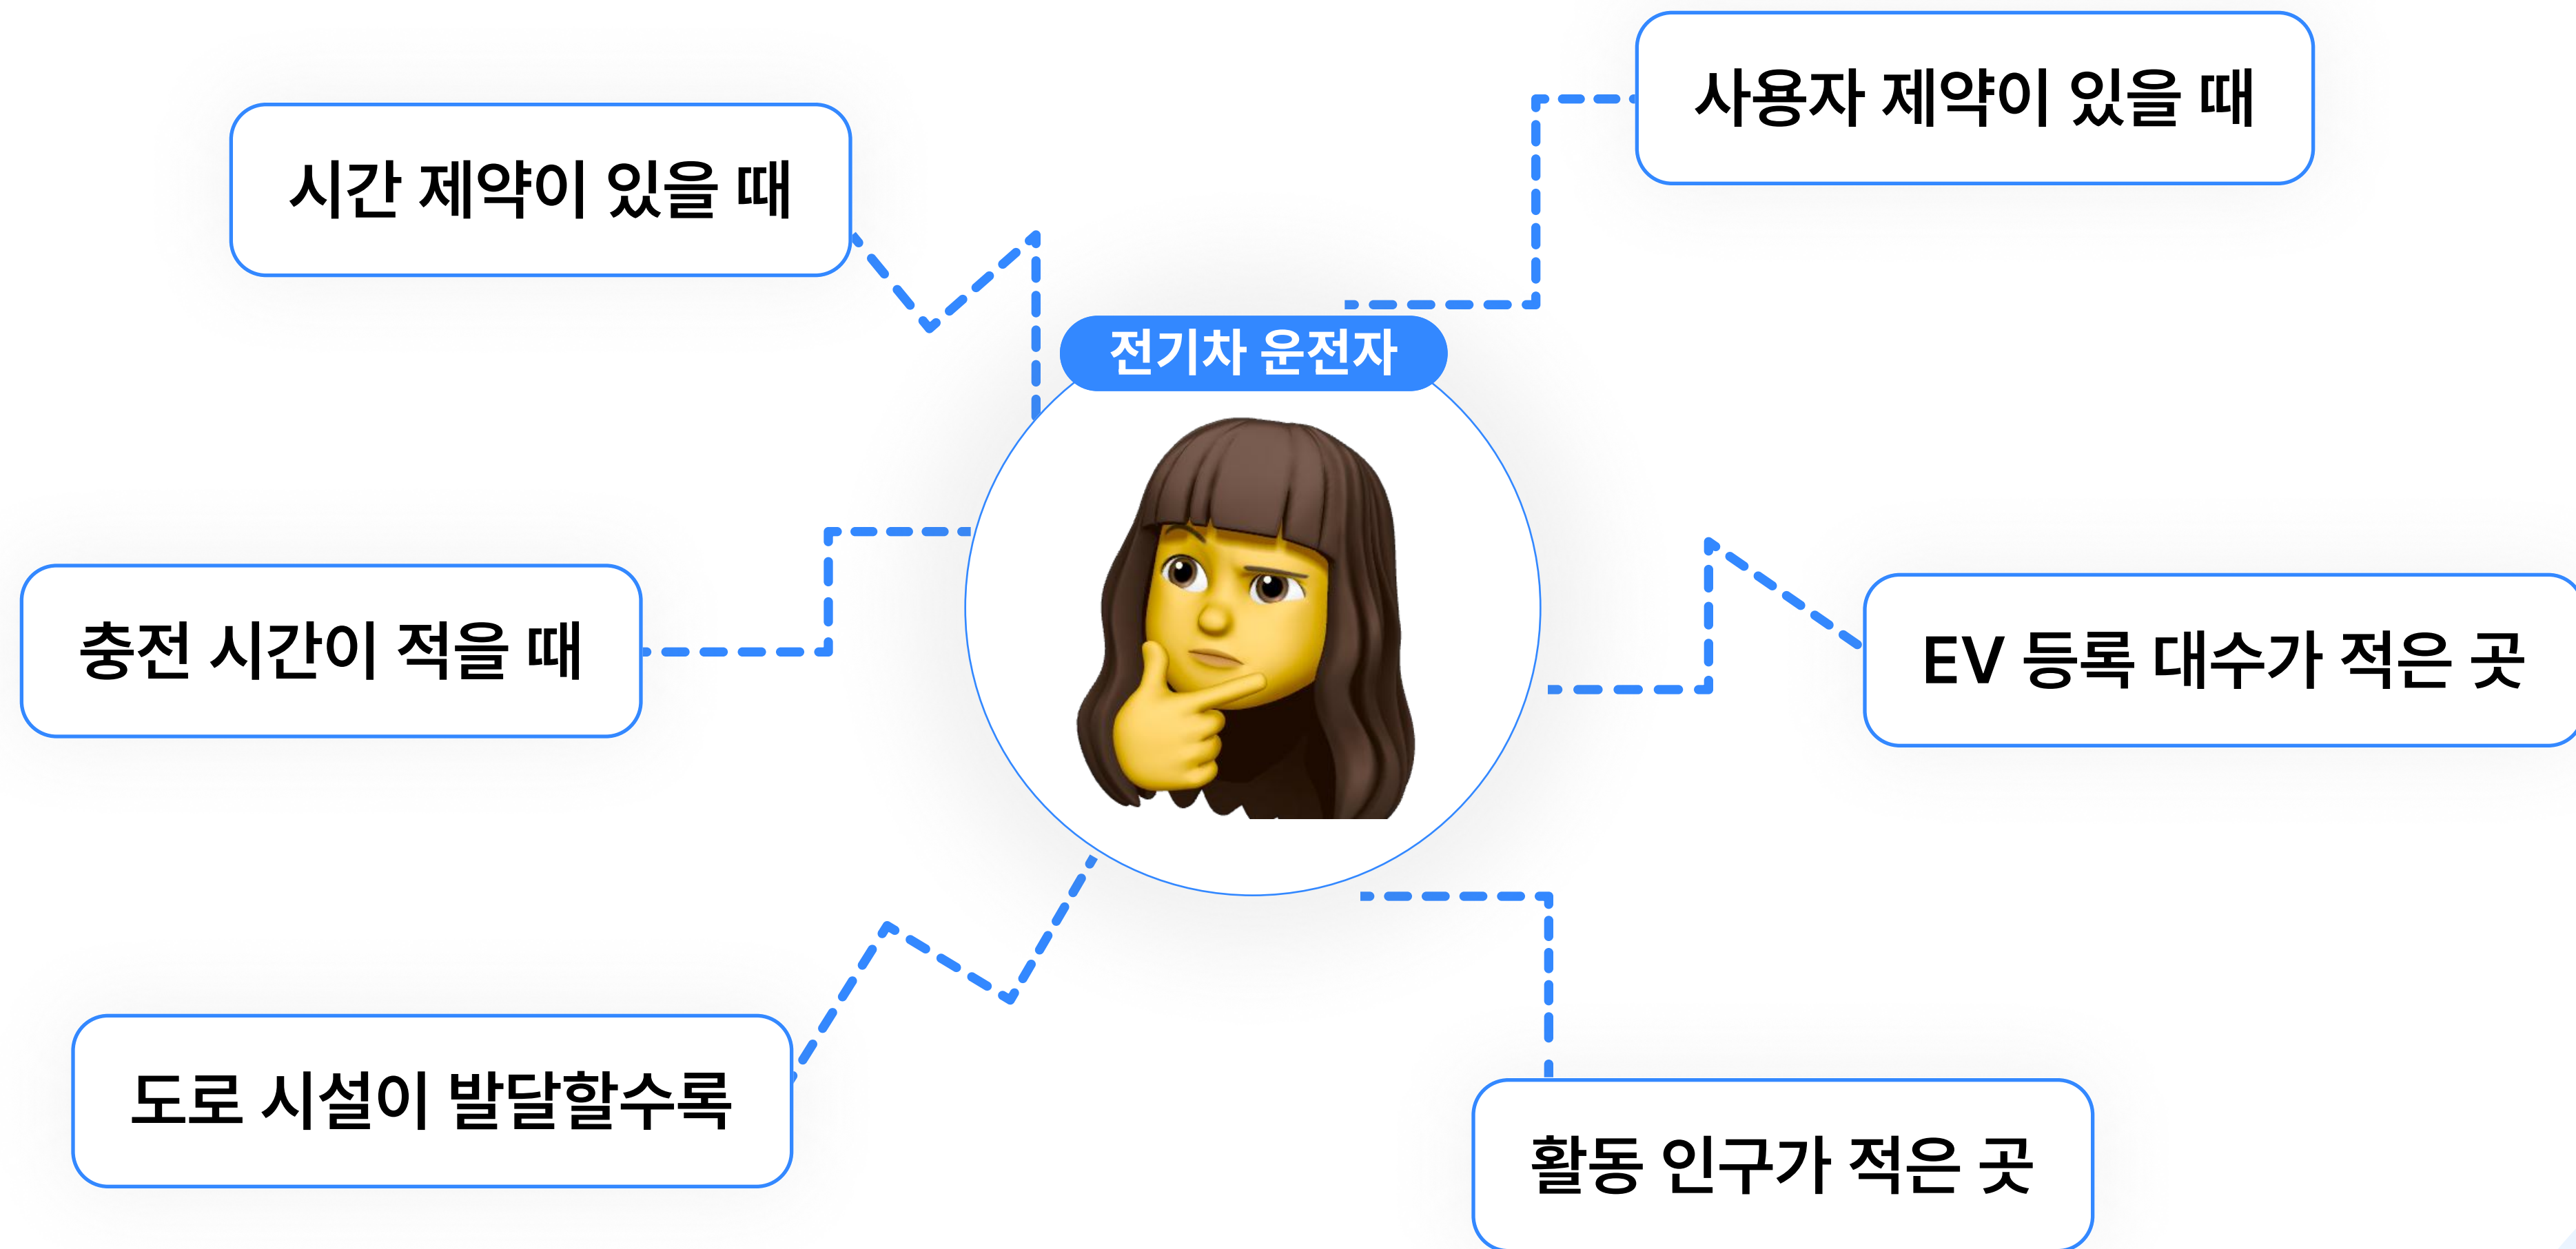 사용자 제약이 있을 때
시간 제약이 있을 때
전기차 운전자
충전 시간이 적을 때
EV 등록 대수가 적은 곳
도로 시설이 발달할수록
활동 인구가 적은 곳